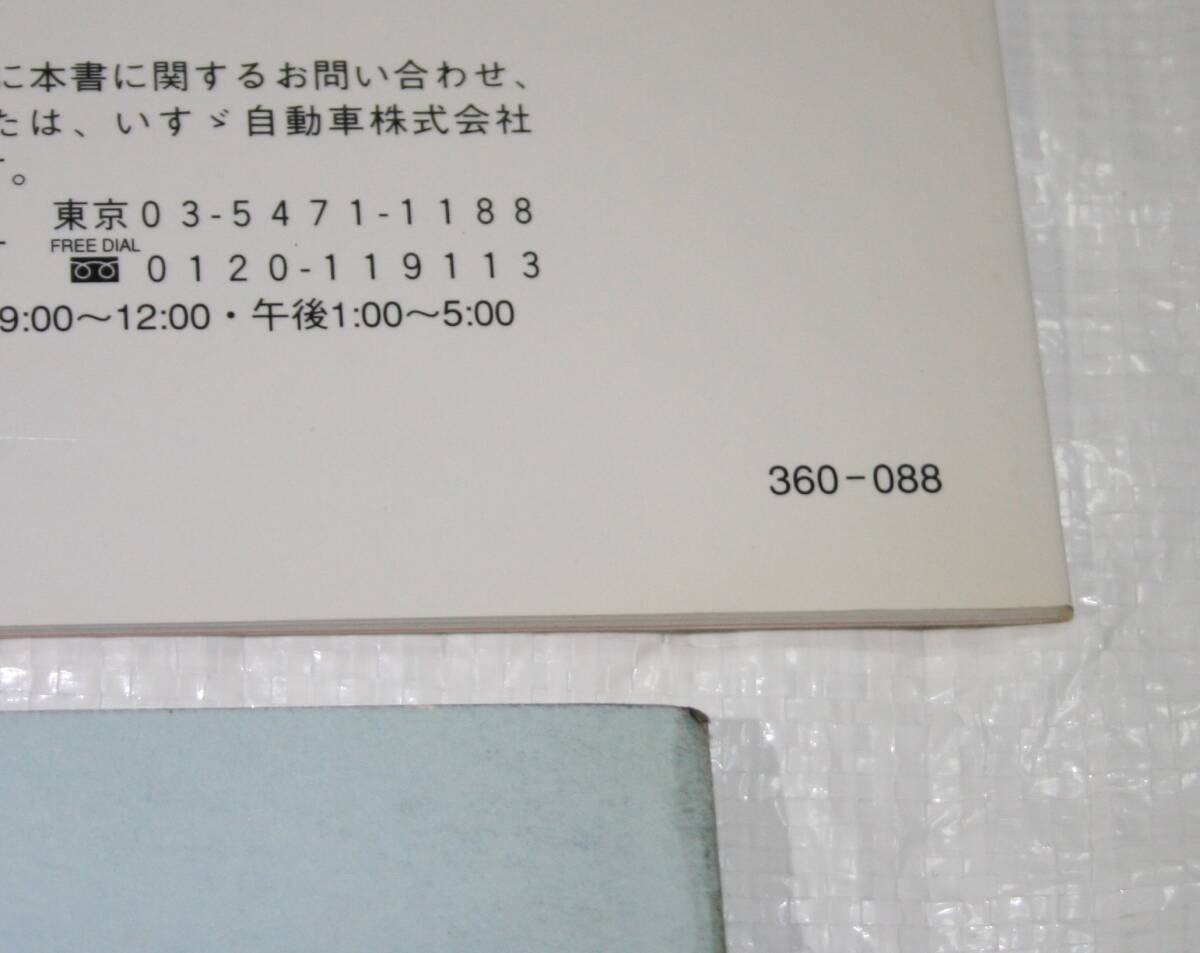 に本書に関するお問い合わせ、
たは、いすゞ自動車株式会社
す。
東京03-5471-1188
FREE DIAL
0120-119113
9:00～12:00・午後1:00～5:00
360-088